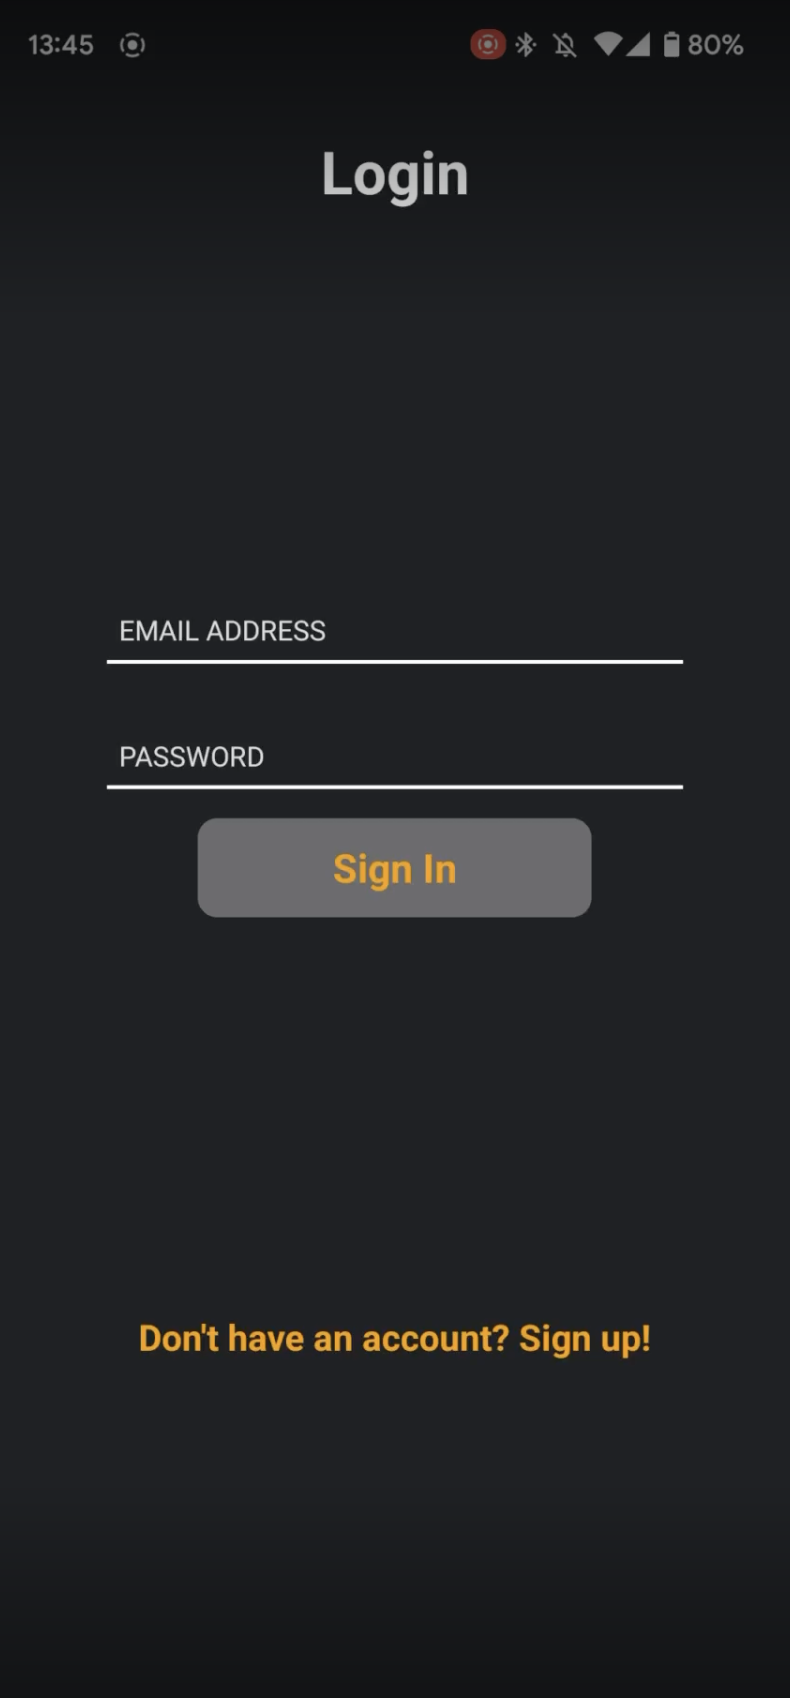 13:45 80%
Login
EMAIL ADDRESS
PASSWORD
Sign In
Don't have an account? Sign up!